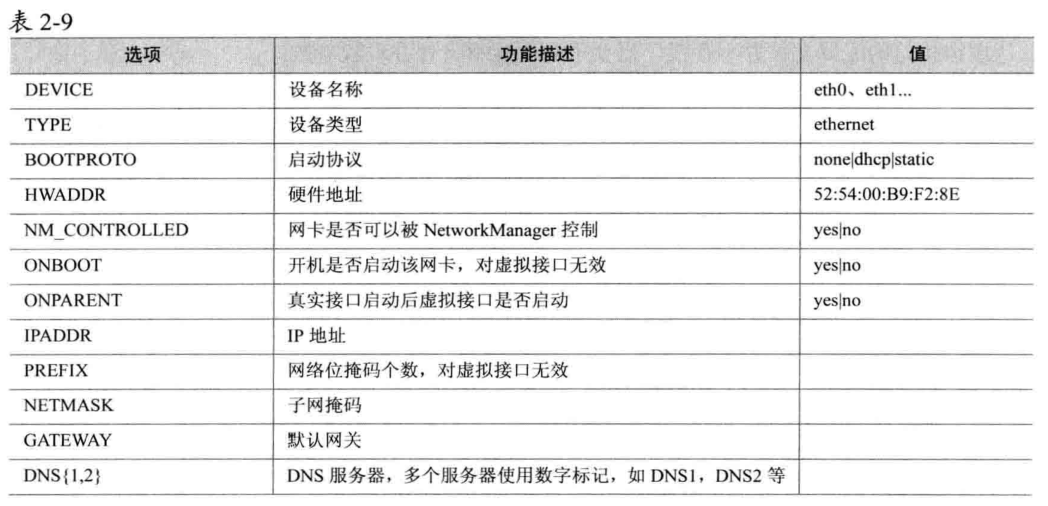 表 2-9
选项 功能描述 值
DEVICE 设备名称 eth0、eth1...
TYPE 设备类型 ethernet
BOOTPROTO 启动协议 none|dhcp|static
HWADDR 硬件地址 52:54:00:B9:F2:8E
NM_CONTROLLED 网卡是否可以被 NetworkManager 控制 yes|no
ONBOOT 开机是否启动该网卡，对虚拟接口无效 yes|no
ONPARENT 真实接口启动后虚拟接口是否启动 yes|no
IPADDR IP 地址
PREFIX 网络位掩码个数，对虚拟接口无效
NETMASK 子网掩码
GATEWAY 默认网关
DNS{1,2} DNS 服务器，多个服务器使用数字标记，如 DNS1，DNS2 等